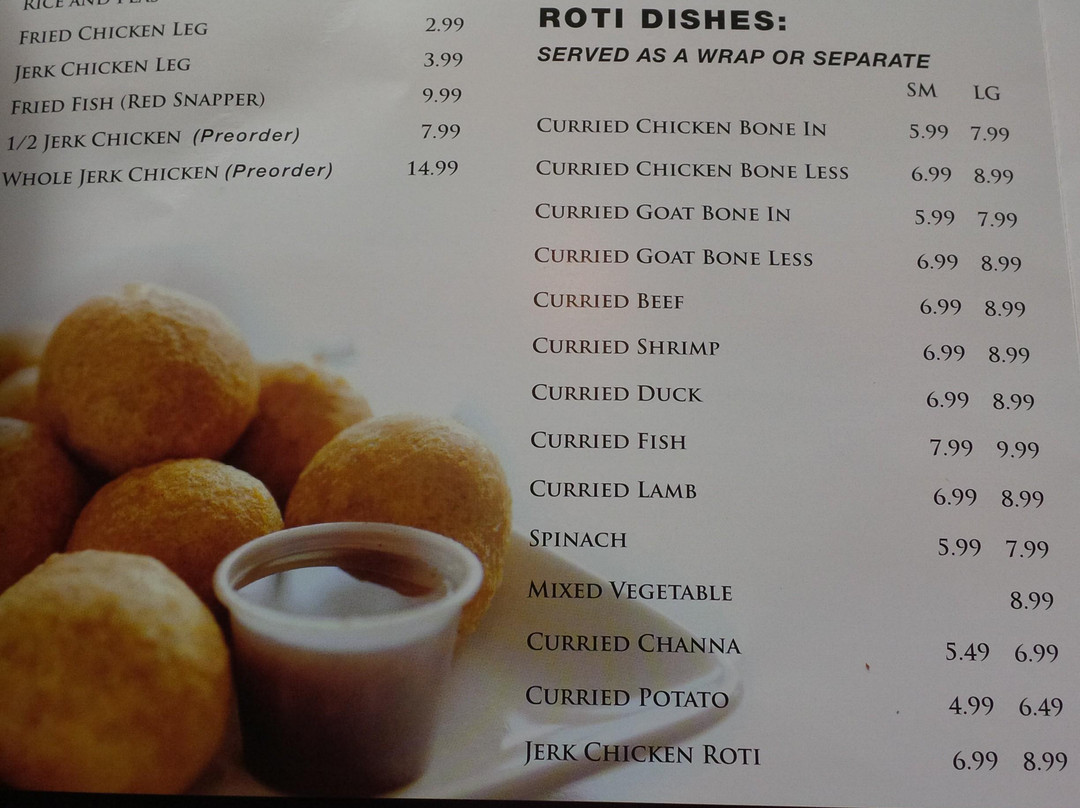 RICE AND PEAS
FRIED CHICKEN LEG 2.99
JERK CHICKEN LEG 3.99
FRIED FISH (RED SNAPPER) 9.99
1/2 JERK CHICKEN (Preorder) 7.99
WHOLE JERK CHICKEN (Preorder) 14.99
ROTI DISHES:
SERVED AS A WRAP OR SEPARATE
SM LG
CURRIED CHICKEN BONE IN 5.99 7.99
CURRIED CHICKEN BONE LESS 6.99 8.99
CURRIED GOAT BONE IN 5.99 7.99
CURRIED GOAT BONE LESS 6.99 8.99
CURRIED BEEF 6.99 8.99
CURRIED SHRIMP 6.99 8.99
CURRIED DUCK 6.99 8.99
CURRIED FISH 7.99 9.99
CURRIED LAMB 6.99 8.99
SPINACH 5.99 7.99
MIXED VEGETABLE 8.99
CURRIED CHANNA 5.49 6.99
CURRIED POTATO 4.99 6.49
JERK CHICKEN ROTI 6.99 8.99